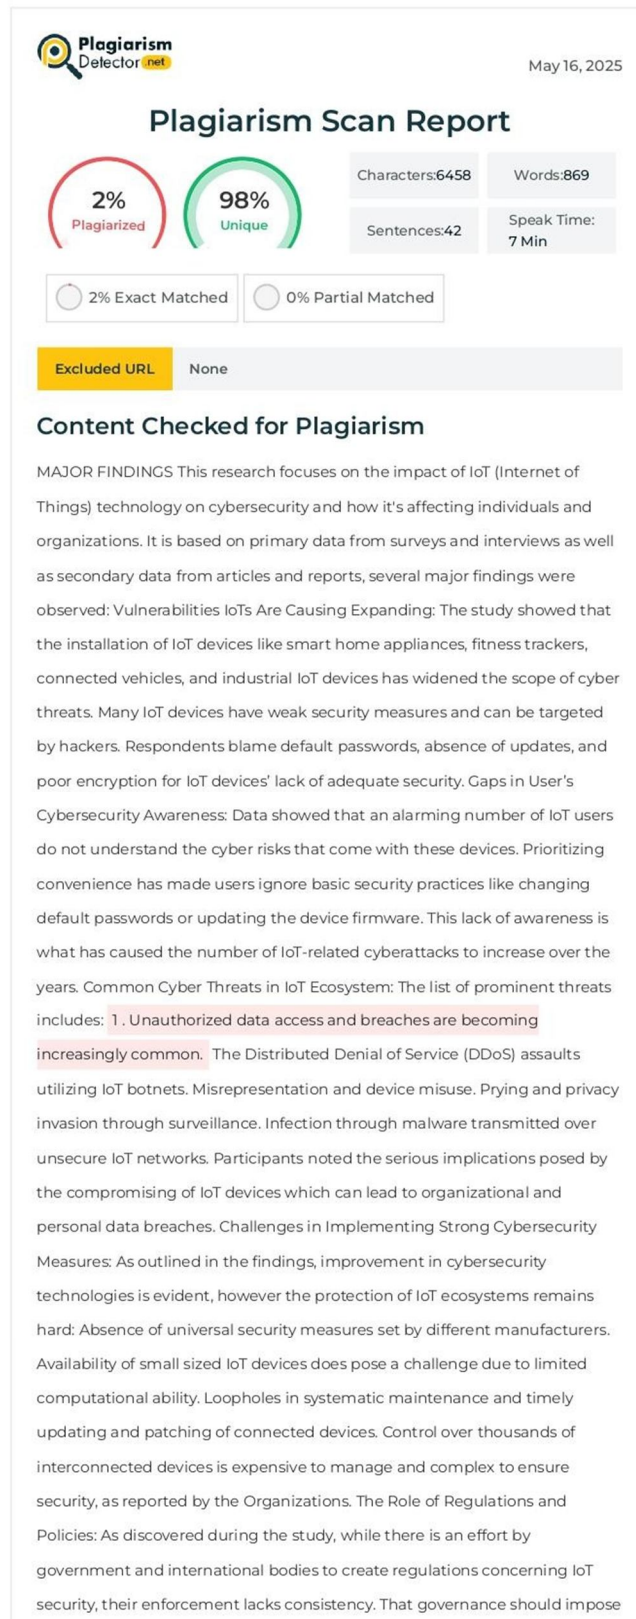 Plagiarism
Detector.net
May 16, 2025
Plagiarism Scan Report
2%
Plagiarized
98%
Unique
Characters:6458
Words:869
Sentences:42
Speak Time:
7 Min
2% Exact Matched
0% Partial Matched
Excluded URL
None
Content Checked for Plagiarism
MAJOR FINDINGS This research focuses on the impact of IoT (Internet of
Things) technology on cybersecurity and how it's affecting individuals and
organizations. It is based on primary data from surveys and interviews as well
as secondary data from articles and reports, several major findings were
observed: Vulnerabilities IoTs Are Causing Expanding: The study showed that
the installation of IoT devices like smart home appliances, fitness trackers,
connected vehicles, and industrial IoT devices has widened the scope of cyber
threats. Many IoT devices have weak security measures and can be targeted
by hackers. Respondents blame default passwords, absence of updates, and
poor encryption for IoT devices' lack of adequate security. Gaps in User's
Cybersecurity Awareness: Data showed that an alarming number of IoT users
do not understand the cyber risks that come with these devices. Prioritizing
convenience has made users ignore basic security practices like changing
default passwords or updating the device firmware. This lack of awareness is
what has caused the number of IoT-related cyberattacks to increase over the
years. Common Cyber Threats in IoT Ecosystem: The list of prominent threats
includes: 1 . Unauthorized data access and breaches are becoming
increasingly common. The Distributed Denial of Service (DDoS) assaults
utilizing IoT botnets. Misrepresentation and device misuse. Prying and privacy
invasion through surveillance. Infection through malware transmitted over
unsecure IoT networks. Participants noted the serious implications posed by
the compromising of IoT devices which can lead to organizational and
personal data breaches. Challenges in Implementing Strong Cybersecurity
Measures: As outlined in the findings, improvement in cybersecurity
technologies is evident, however the protection of IoT ecosystems remains
hard: Absence of universal security measures set by different manufacturers.
Availability of small sized IoT devices does pose a challenge due to limited
computational ability. Loopholes in systematic maintenance and timely
updating and patching of connected devices. Control over thousands of
interconnected devices is expensive to manage and complex to ensure
security, as reported by the Organizations. The Role of Regulations and
Policies: As discovered during the study, while there is an effort by
government and international bodies to create regulations concerning IoT
security, their enforcement lacks consistency. That governance should impose